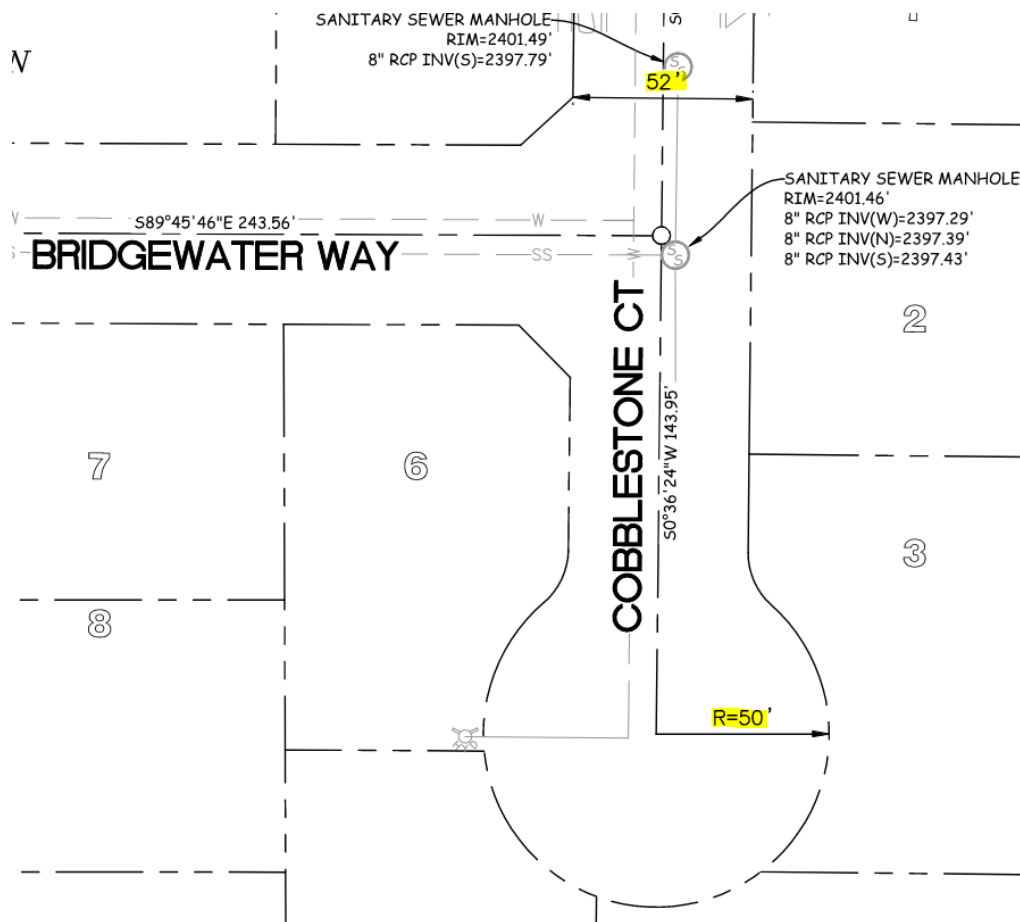 SANITARY SEWER MANHOLE
RIM=2401.49'
8" RCP INV(S)=2397.79'
N
52'
SANITARY SEWER MANHOLE
RIM=2401.46'
8" RCP INV(W)=2397.29'
8" RCP INV(N)=2397.39'
8" RCP INV(S)=2397.43'
S89°45'46"E 243.56'
W
BRIDGEWATER WAY
SS
W
SS
SS
COBBLESTONE CT
S0°36'24"W 143.95'
2
7
6
3
8
R=50'